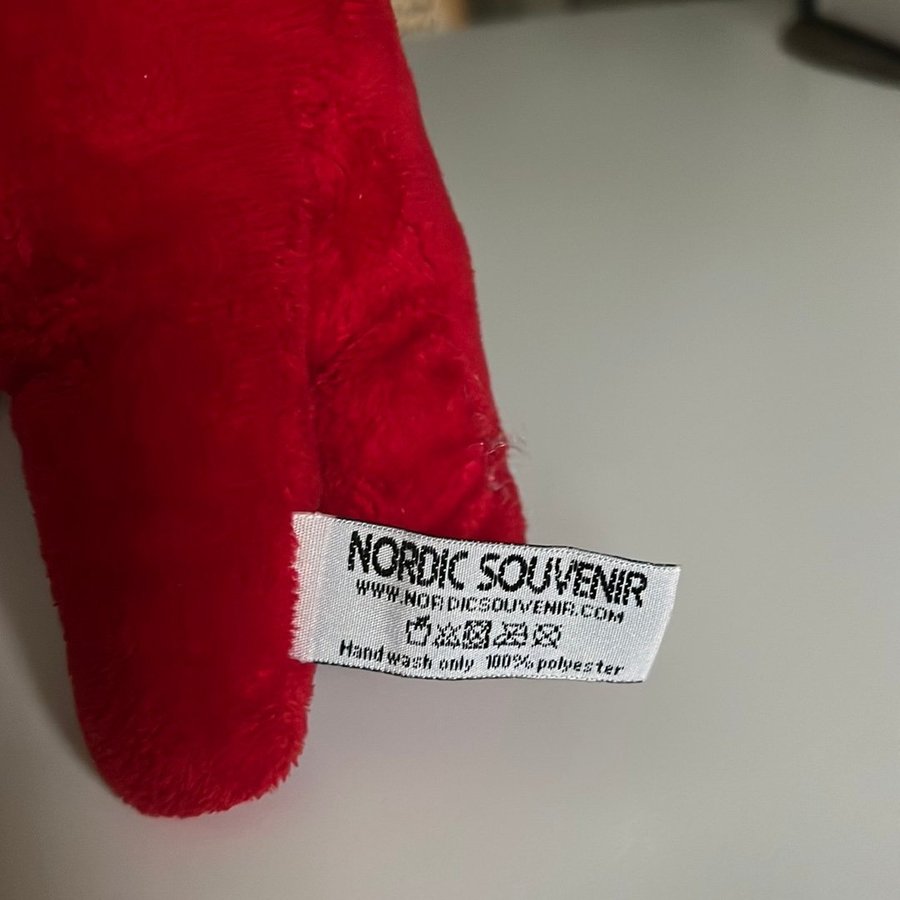 NORDIC SOUVENIR
WWW.NORDICSOUVENIR.COM
Hand wash only 100% polyester